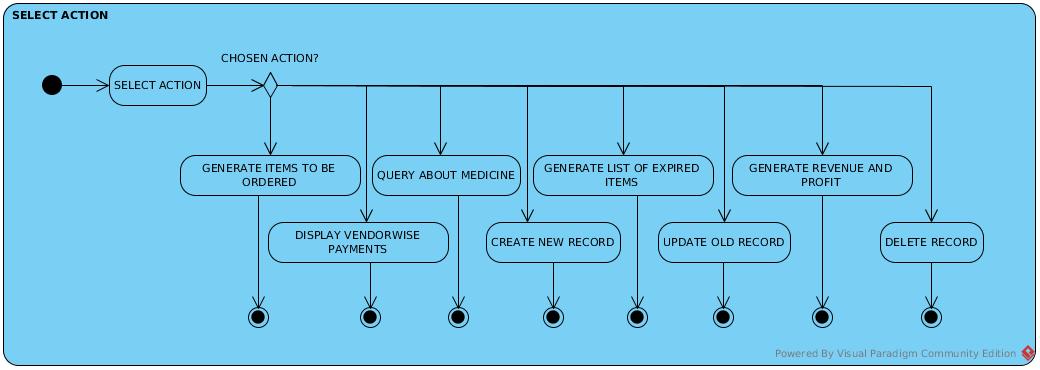 SELECT ACTION
CHOSEN ACTION?
SELECT ACTION
GENERATE ITEMS TO BE
ORDERED
QUERY ABOUT MEDICINE
GENERATE LIST OF EXPIRED
ITEMS
GENERATE REVENUE AND
PROFIT
DISPLAY VENDORWISE
PAYMENTS
CREATE NEW RECORD
UPDATE OLD RECORD
DELETE RECORD
Powered By Visual Paradigm Community Edition